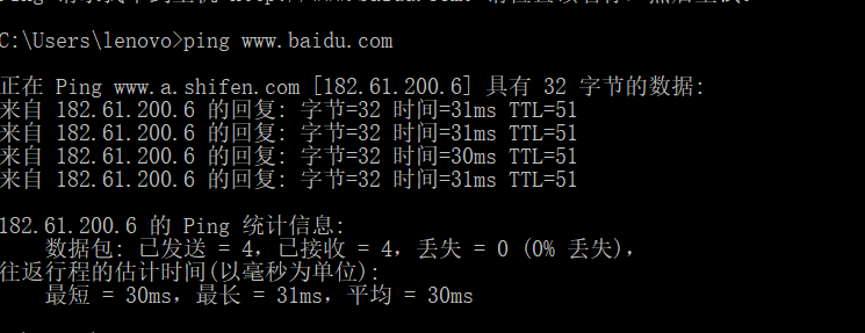 C:\Users\lenovo>ping www.baidu.com
正在 Ping www.a.shifen.com [182.61.200.6] 具有 32 字节的数据:
来自 182.61.200.6 的回复: 字节=32 时间=31ms TTL=51
来自 182.61.200.6 的回复: 字节=32 时间=31ms TTL=51
来自 182.61.200.6 的回复: 字节=32 时间=30ms TTL=51
来自 182.61.200.6 的回复: 字节=32 时间=31ms TTL=51
182.61.200.6 的 Ping 统计信息:
数据包: 已发送 = 4，已接收 = 4，丢失 = 0 (0% 丢失)，
往返行程的估计时间(以毫秒为单位):
最短 = 30ms，最长 = 31ms，平均 = 30ms